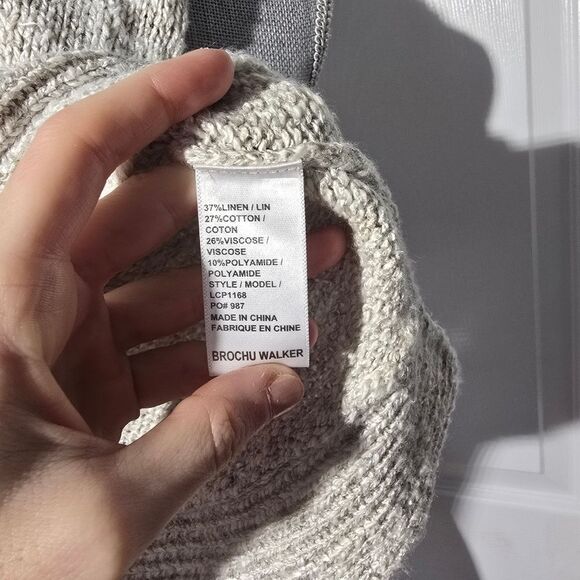 37%LINEN / LIN
27%COTTON /
COTON
26%VISCOSE /
VISCOSE
10%POLYAMIDE /
POLYAMIDE
STYLE / MODEL /
LCP1168
PO# 987
MADE IN CHINA
FABRIQUE EN CHINE
BROCHU WALKER